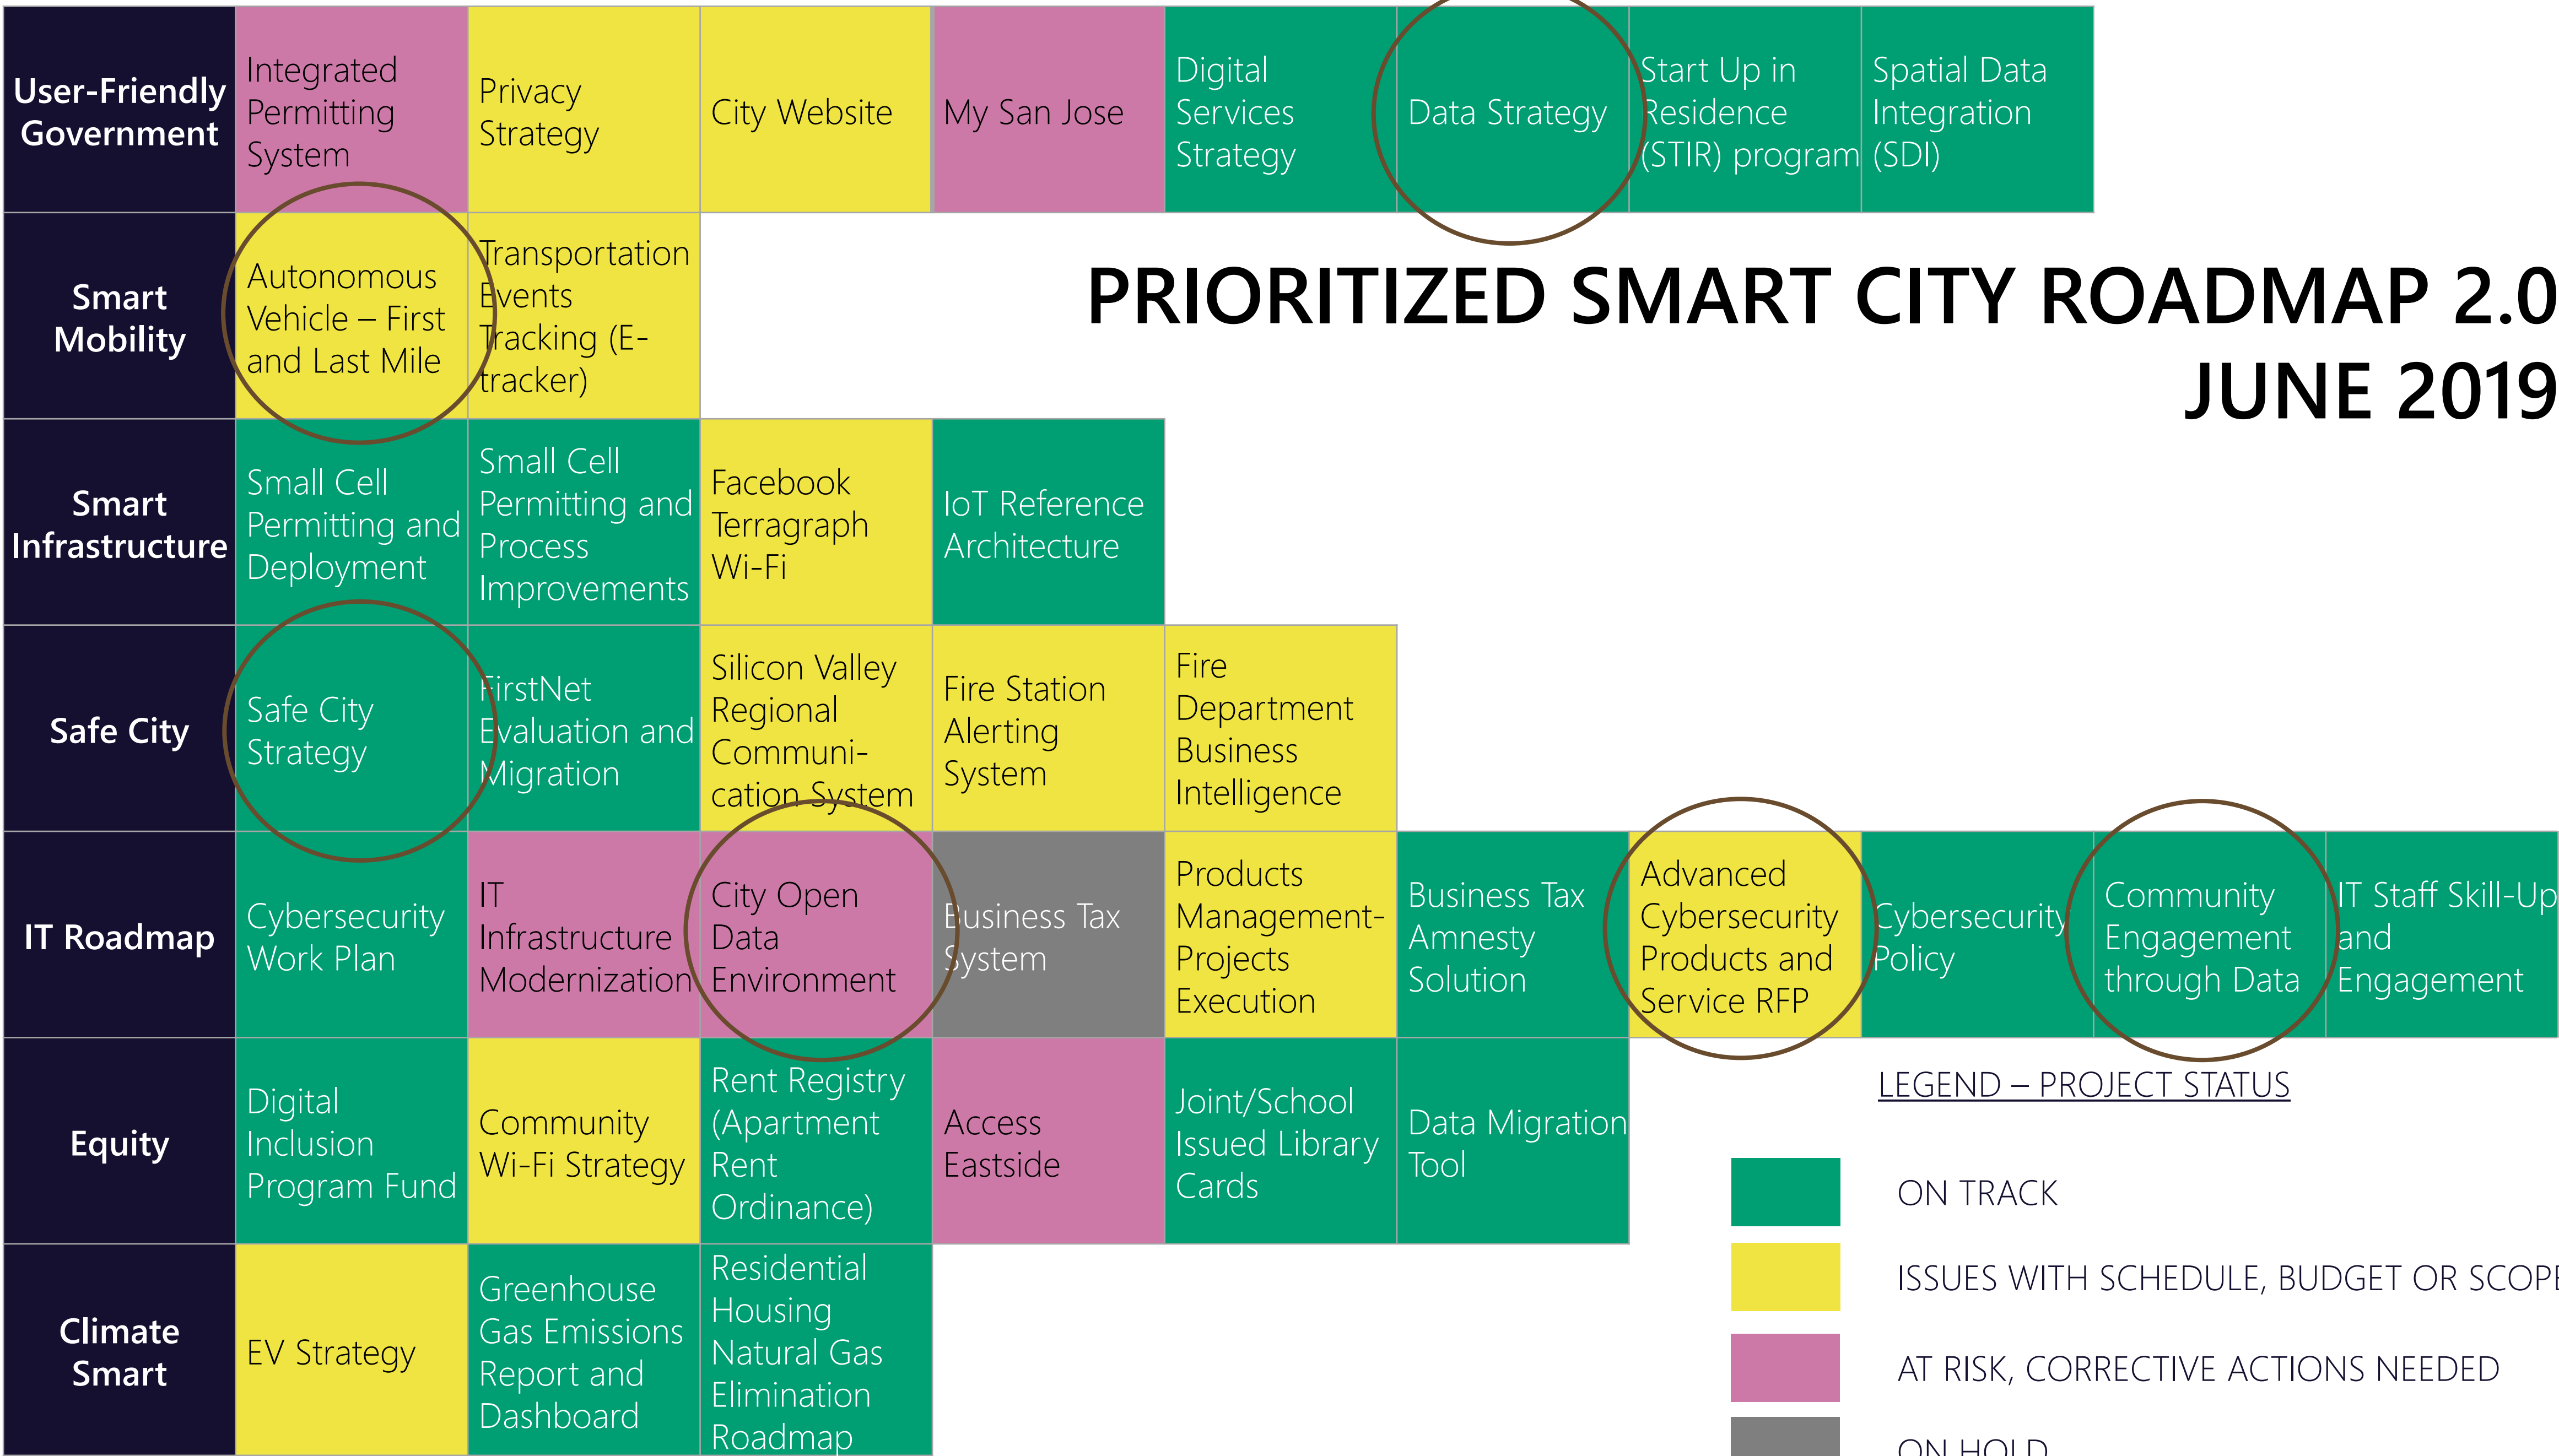 User-Friendly
Government
Integrated
Permitting
System
Privacy
Strategy
City Website
My San Jose
Digital
Services
Strategy
Data Strategy
Start Up in
Residence
(STIR) program
Spatial Data
Integration
(SDI)
PRIORITIZED SMART CITY ROADMAP 2.0
JUNE 2019
Smart
Mobility
Autonomous
Vehicle – First
and Last Mile
Transportation
Events
Tracking (E-
tracker)
Smart
Infrastructure
Small Cell
Permitting and
Deployment
Small Cell
Permitting and
Process
Improvements
Facebook
Terragraph
Wi-Fi
IoT Reference
Architecture
Safe City
Safe City
Strategy
FirstNet
Evaluation and
Migration
Silicon Valley
Regional
Communi-
cation System
Fire Station
Alerting
System
Fire
Department
Business
Intelligence
IT Roadmap
Cybersecurity
Work Plan
IT
Infrastructure
Modernization
City Open
Data
Environment
Business Tax
System
Products
Management-
Projects
Execution
Business Tax
Amnesty
Solution
Advanced
Cybersecurity
Products and
Service RFP
Cybersecurity
Policy
Community
Engagement
through Data
IT Staff Skill-Up
and
Engagement
Equity
Digital
Inclusion
Program Fund
Community
Wi-Fi Strategy
Rent Registry
(Apartment
Rent
Ordinance)
Access
Eastside
Joint/School
Issued Library
Cards
Data Migration
Tool
Climate
Smart
EV Strategy
Greenhouse
Gas Emissions
Report and
Dashboard
Residential
Housing
Natural Gas
Elimination
Roadmap
LEGEND – PROJECT STATUS
ON TRACK
ISSUES WITH SCHEDULE, BUDGET OR SCOPE
AT RISK, CORRECTIVE ACTIONS NEEDED
ON HOLD